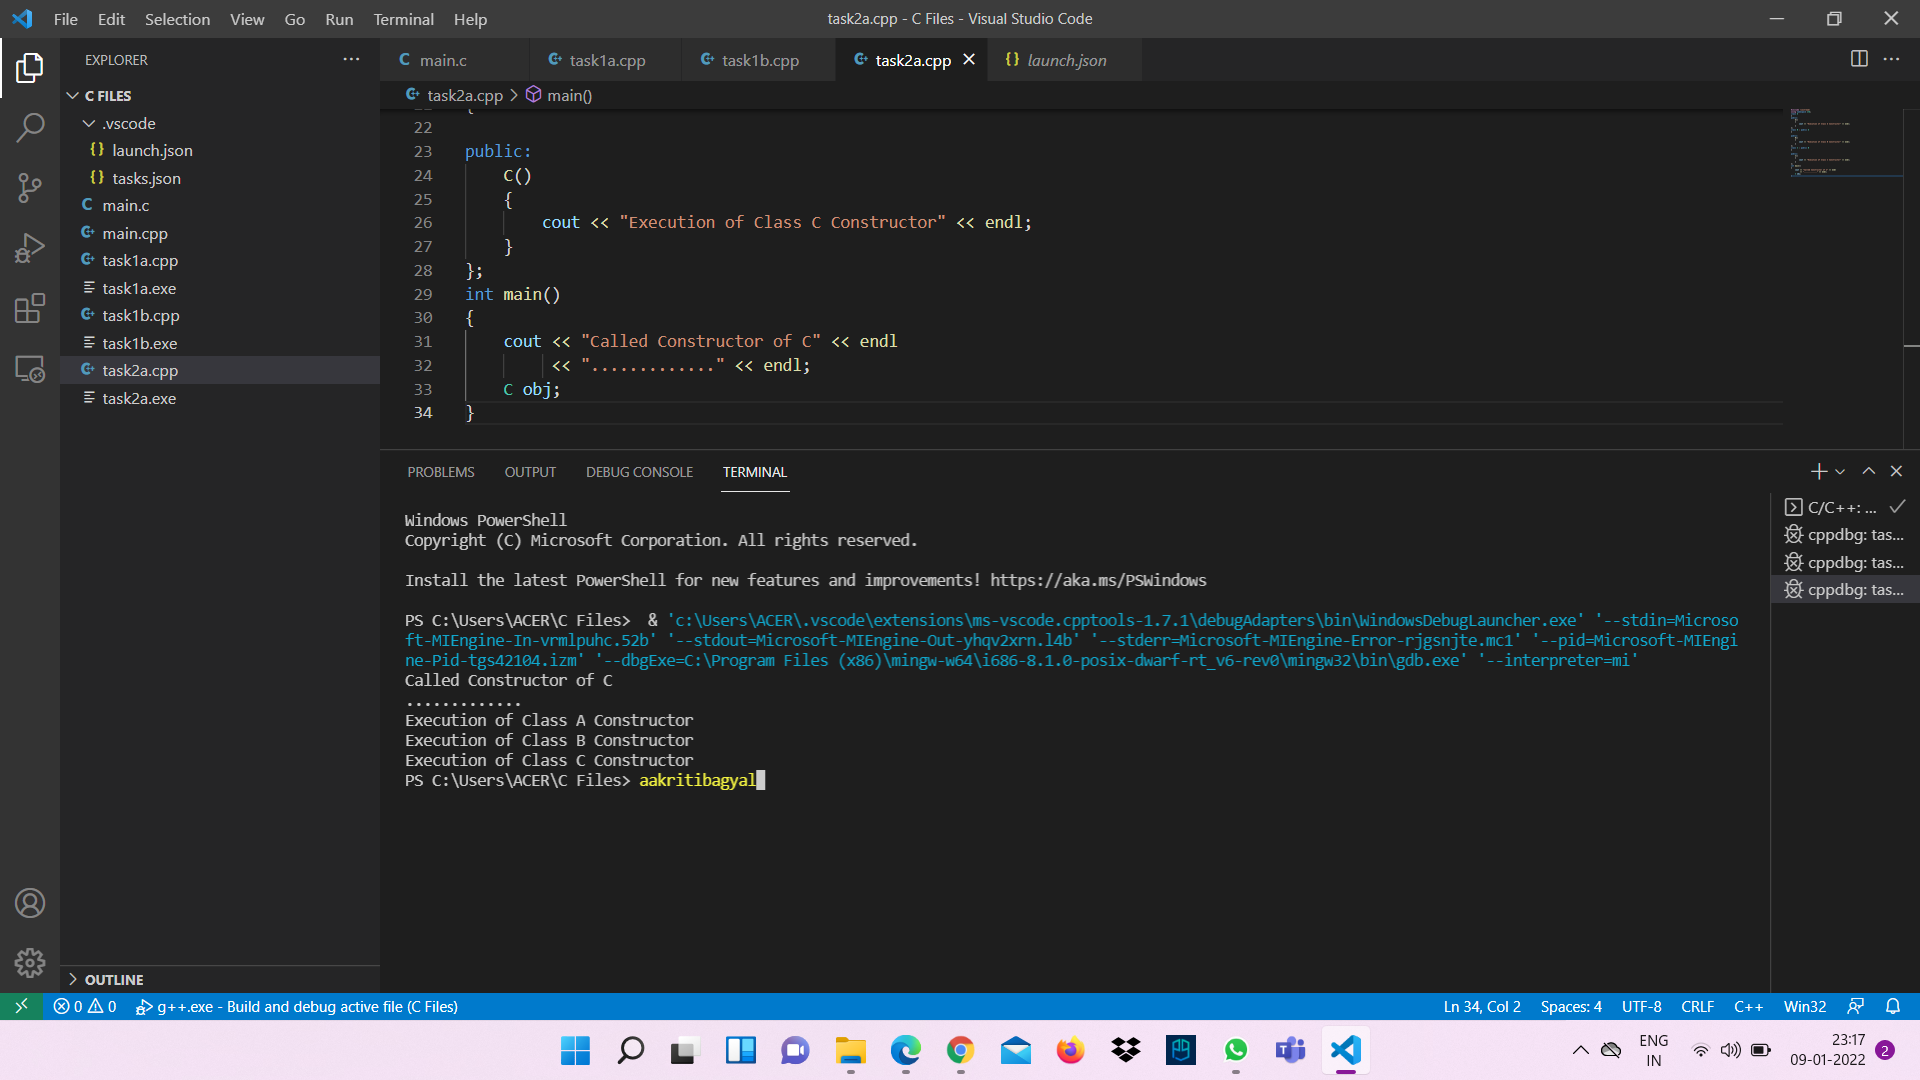 File Edit Selection View Go Run Terminal Help
task2a.cpp - C Files - Visual Studio Code
EXPLORER
C FILES
.vscode
launch.json
tasks.json
main.c
main.cpp
task1a.cpp
task1a.exe
task1b.cpp
task1b.exe
task2a.cpp
task2a.exe
OUTLINE
main.c task1a.cpp task1b.cpp task2a.cpp launch.json
task2a.cpp > main()
22
23 public:
24 C()
25 {
26 cout << "Execution of Class C Constructor" << endl;
27 }
28 };
29 int main()
30 {
31 cout << "Called Constructor of C" << endl
32 << "............." << endl;
33 C obj;
34 }
PROBLEMS OUTPUT DEBUG CONSOLE TERMINAL
Windows PowerShell
Copyright (C) Microsoft Corporation. All rights reserved.
Install the latest PowerShell for new features and improvements! https://aka.ms/PSWindows
PS C:\Users\ACER\C Files>  & 'c:\Users\ACER\.vscode\extensions\ms-vscode.cpptools-1.7.1\debugAdapters\bin\WindowsDebugLauncher.exe' '--stdin=Microso
ft-MIEngine-In-vrmlpuhc.52b' '--stdout=Microsoft-MIEngine-Out-yhqv2xrn.l4b' '--stderr=Microsoft-MIEngine-Error-rjgsnjte.mc1' '--pid=Microsoft-MIEngi
ne-Pid-tgs42104.izm' '--dbgExe=C:\Program Files (x86)\mingw-w64\i686-8.1.0-posix-dwarf-rt_v6-rev0\mingw32\bin\gdb.exe' '--interpreter=mi'
Called Constructor of C
.............
Execution of Class A Constructor
Execution of Class B Constructor
Execution of Class C Constructor
PS C:\Users\ACER\C Files> aakritibagyal
C/C++: ...
cppdbg: tas...
cppdbg: tas...
cppdbg: tas...
0 0 g++.exe - Build and debug active file (C Files)
Ln 34, Col 2 Spaces: 4 UTF-8 CRLF C++ Win32
ENG
IN
23:17
09-01-2022
2